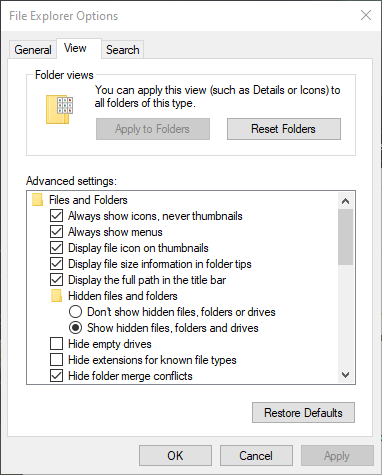 File Explorer Options
General View Search
Folder views
You can apply this view (such as Details or Icons) to
all folders of this type.
Apply to Folders Reset Folders
Advanced settings:
Files and Folders
Always show icons, never thumbnails
Always show menus
Display file icon on thumbnails
Display file size information in folder tips
Display the full path in the title bar
Hidden files and folders
Don't show hidden files, folders or drives
Show hidden files, folders and drives
Hide empty drives
Hide extensions for known file types
Hide folder merge conflicts
Restore Defaults
OK Cancel Apply